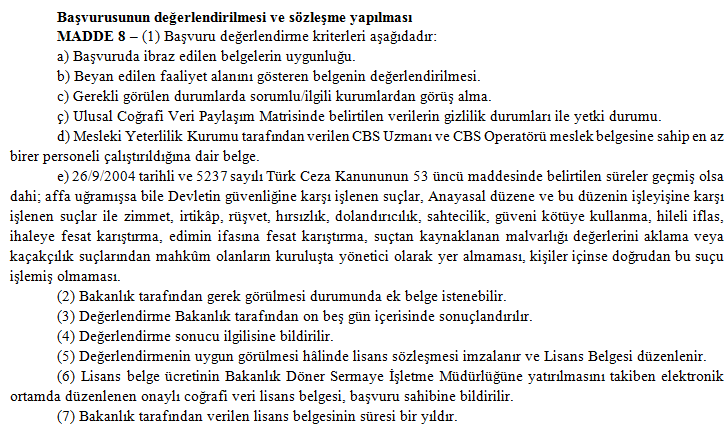 Başvurusunun değerlendirilmesi ve sözleşme yapılması
MADDE 8 – (1) Başvuru değerlendirme kriterleri aşağıdadır:
a) Başvuruda ibraz edilen belgelerin uygunluğu.
b) Beyan edilen faaliyet alanını gösteren belgenin değerlendirilmesi.
c) Gerekli görülen durumlarda sorumlu/ilgili kurumlardan görüş alma.
ç) Ulusal Coğrafi Veri Paylaşım Matrisinde belirtilen verilerin gizlilik durumları ile yetki durumu.
d) Mesleki Yeterlilik Kurumu tarafından verilen CBS Uzmanı ve CBS Operatörü meslek belgesine sahip en az
birer personeli çalıştırıldığına dair belge.
e) 26/9/2004 tarihli ve 5237 sayılı Türk Ceza Kanununun 53 üncü maddesinde belirtilen süreler geçmiş olsa
dahi; affa uğramışsa bile Devletin güvenliğine karşı işlenen suçlar, Anayasal düzene ve bu düzenin işleyişine karşı
işlenen suçlar ile zimmet, irtikâp, rüşvet, hırsızlık, dolandırıcılık, sahtecilik, güveni kötüye kullanma, hileli iflas,
ihaleye fesat karıştırma, edimin ifasına fesat karıştırma, suçtan kaynaklanan malvarlığı değerlerini aklama veya
kaçakçılık suçlarından mahkûm olanların kuruluşta yönetici olarak yer almaması, kişiler içinse doğrudan bu suçu
işlemiş olmaması.
(2) Bakanlık tarafından gerek görülmesi durumunda ek belge istenebilir.
(3) Değerlendirme Bakanlık tarafından on beş gün içerisinde sonuçlandırılır.
(4) Değerlendirme sonucu ilgilisine bildirilir.
(5) Değerlendirmenin uygun görülmesi hâlinde lisans sözleşmesi imzalanır ve Lisans Belgesi düzenlenir.
(6) Lisans belge ücretinin Bakanlık Döner Sermaye İşletme Müdürlüğüne yatırılmasını takiben elektronik
ortamda düzenlenen onaylı coğrafi veri lisans belgesi, başvuru sahibine bildirilir.
(7) Bakanlık tarafından verilen lisans belgesinin süresi bir yıldır.